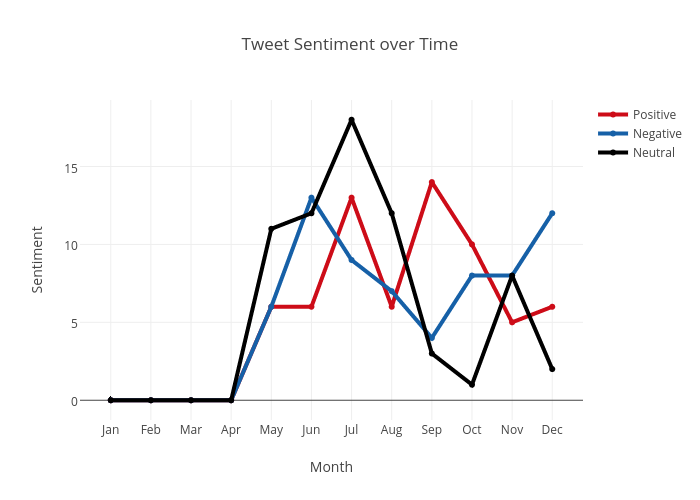 Tweet Sentiment over Time
Positive
Negative
Neutral
Sentiment
15
10
5
0
Jan Feb Mar Apr May Jun Jul Aug Sep Oct Nov Dec
Month